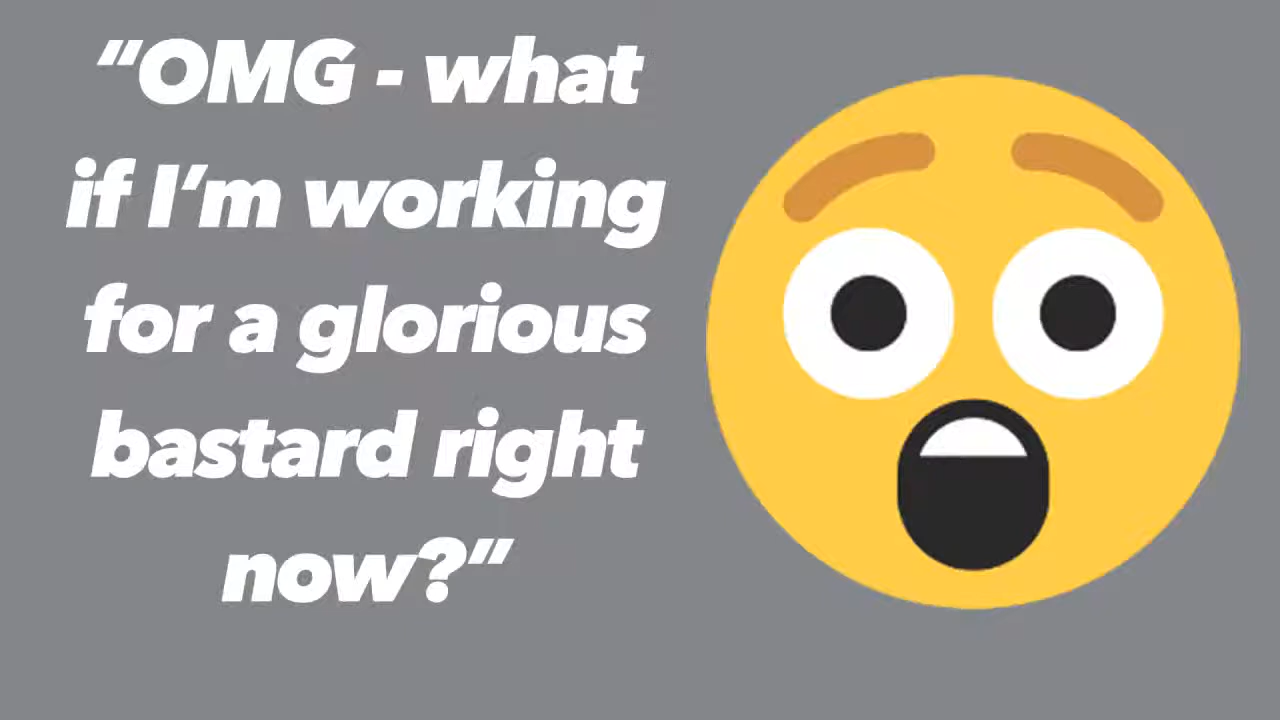 “OMG - what
if I’m working
for a glorious
bastard right
now?”